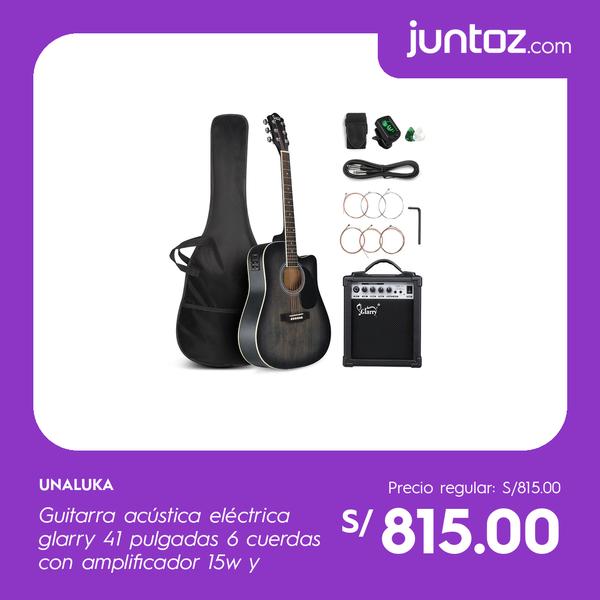 juntoz.com
Glarry
UNALUKA
Guitarra acústica eléctrica
glarry 41 pulgadas 6 cuerdas
con amplificador 15w y
Precio regular: S/815.00
S/ 815.00